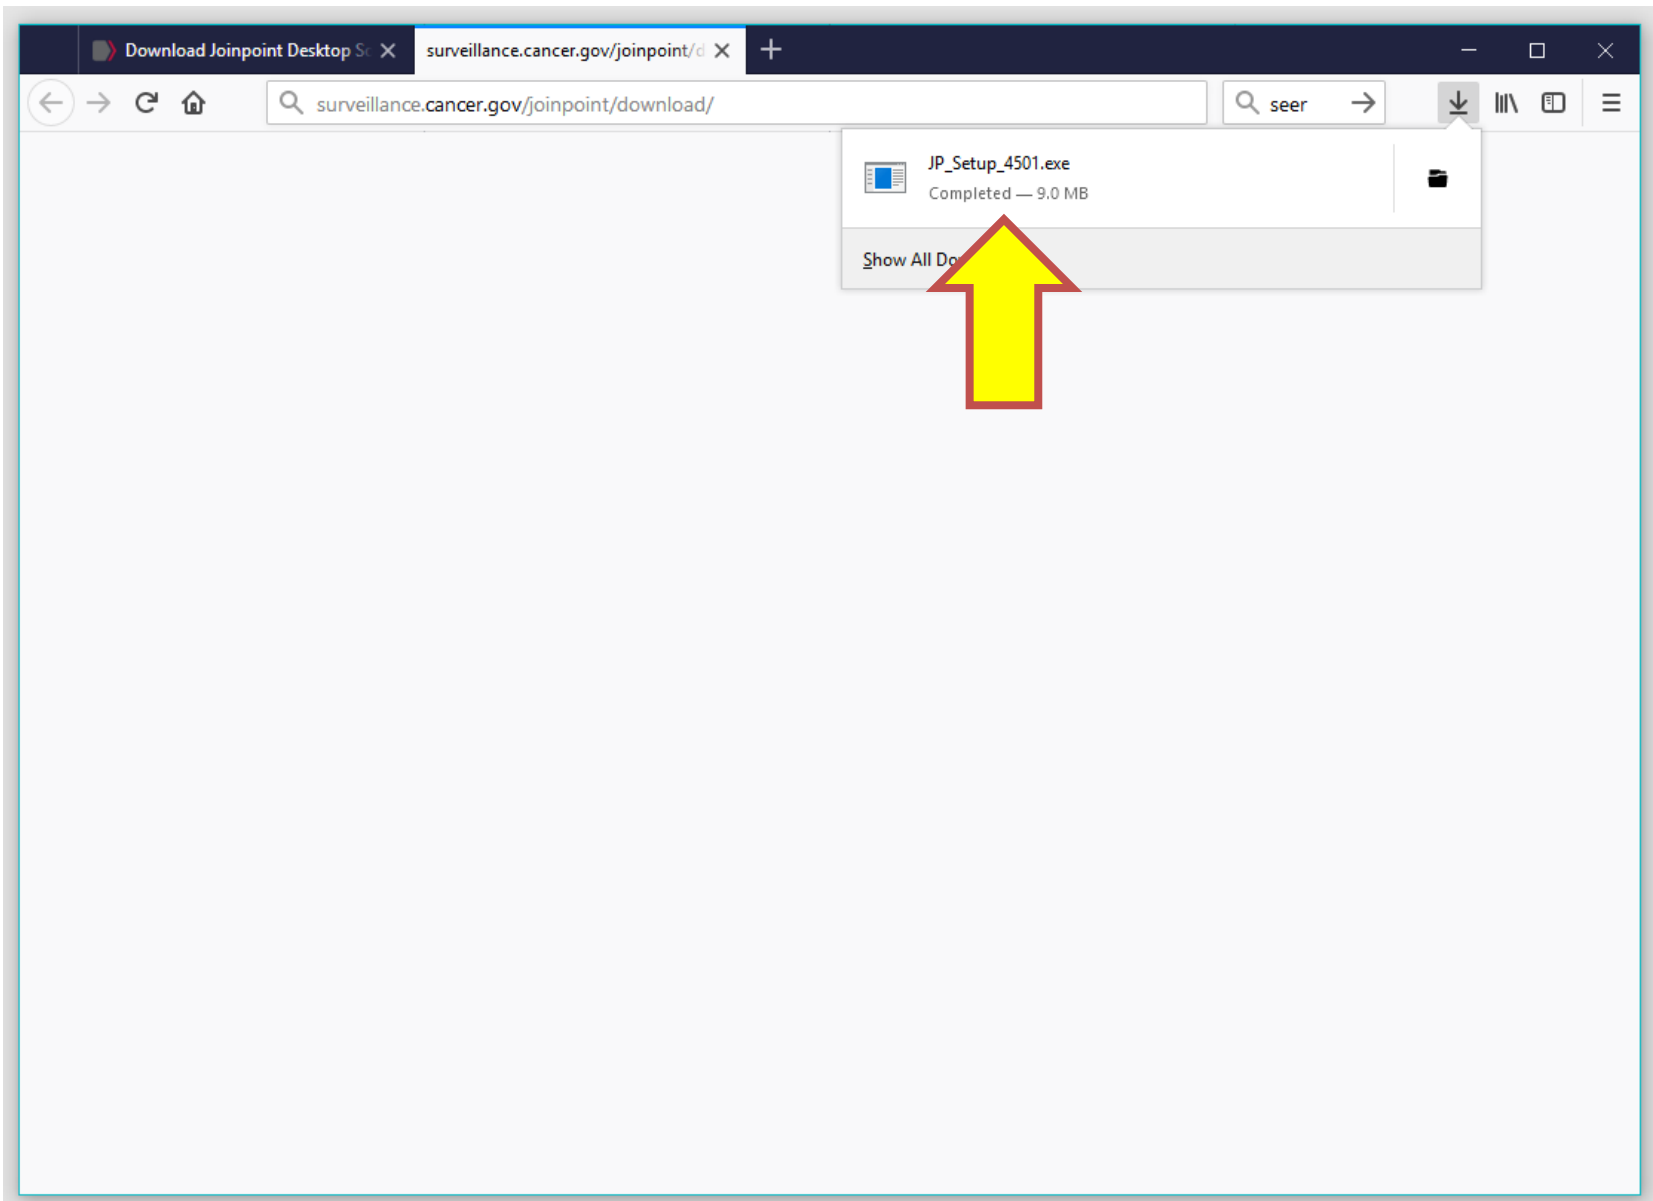 Download Joinpoint Desktop Sc
surveillance.cancer.gov/joinpoint/d
surveillance.cancer.gov/joinpoint/download/
seer
JP_Setup_4501.exe
Completed — 9.0 MB
Show All Do